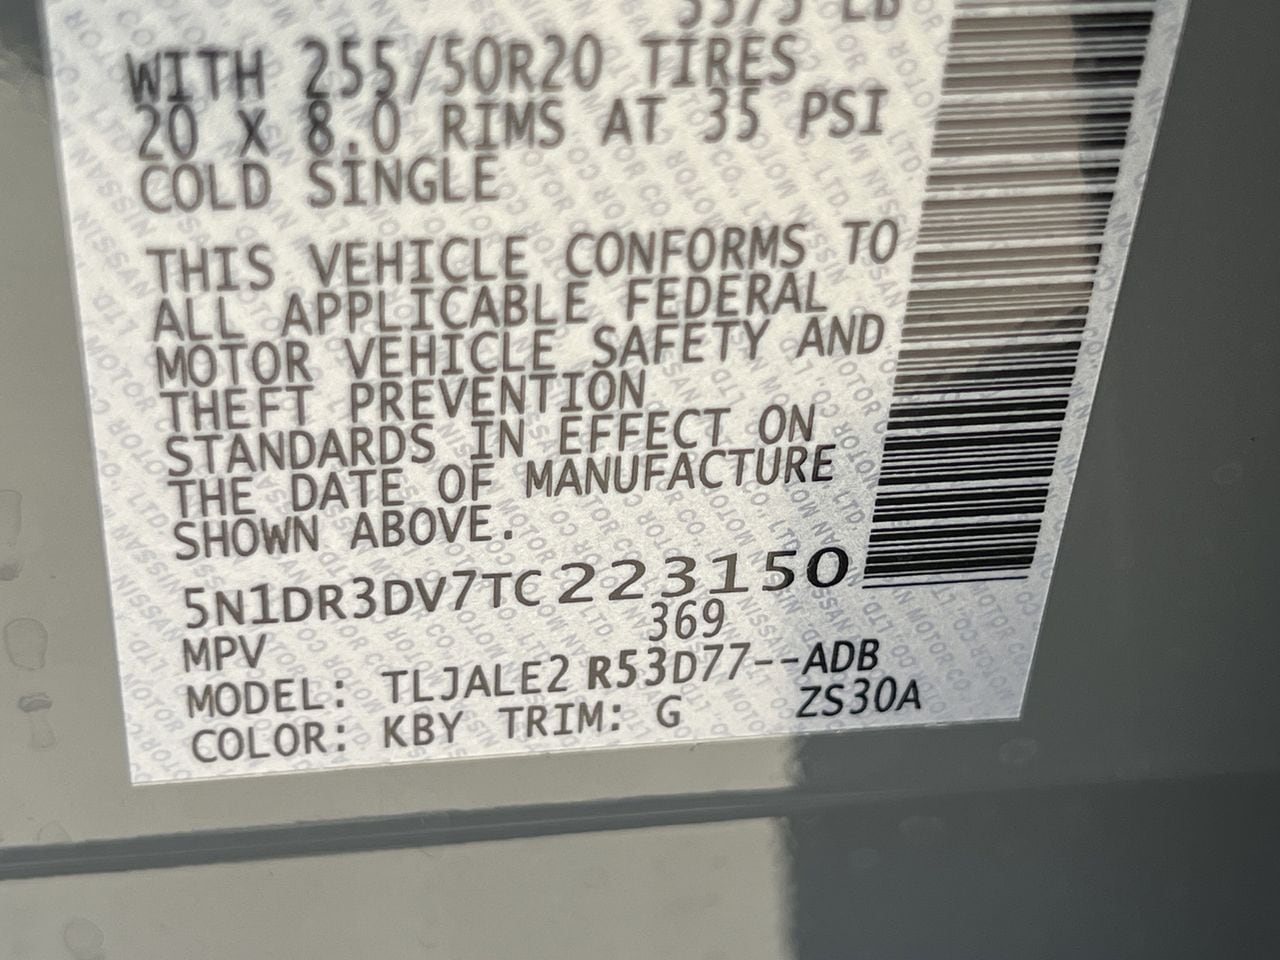 5575 LB
WITH 255/50R20 TIRES
20 X 8.0 RIMS AT 35 PSI
COLD SINGLE
THIS VEHICLE CONFORMS TO
ALL APPLICABLE FEDERAL
MOTOR VEHICLE SAFETY AND
THEFT PREVENTION
STANDARDS IN EFFECT ON
THE DATE OF MANUFACTURE
SHOWN ABOVE.
5N1DR3DV7TC223150
MPV 369
MODEL: TLJALE2 R53D77--ADB
COLOR: KBY TRIM: G ZS30A